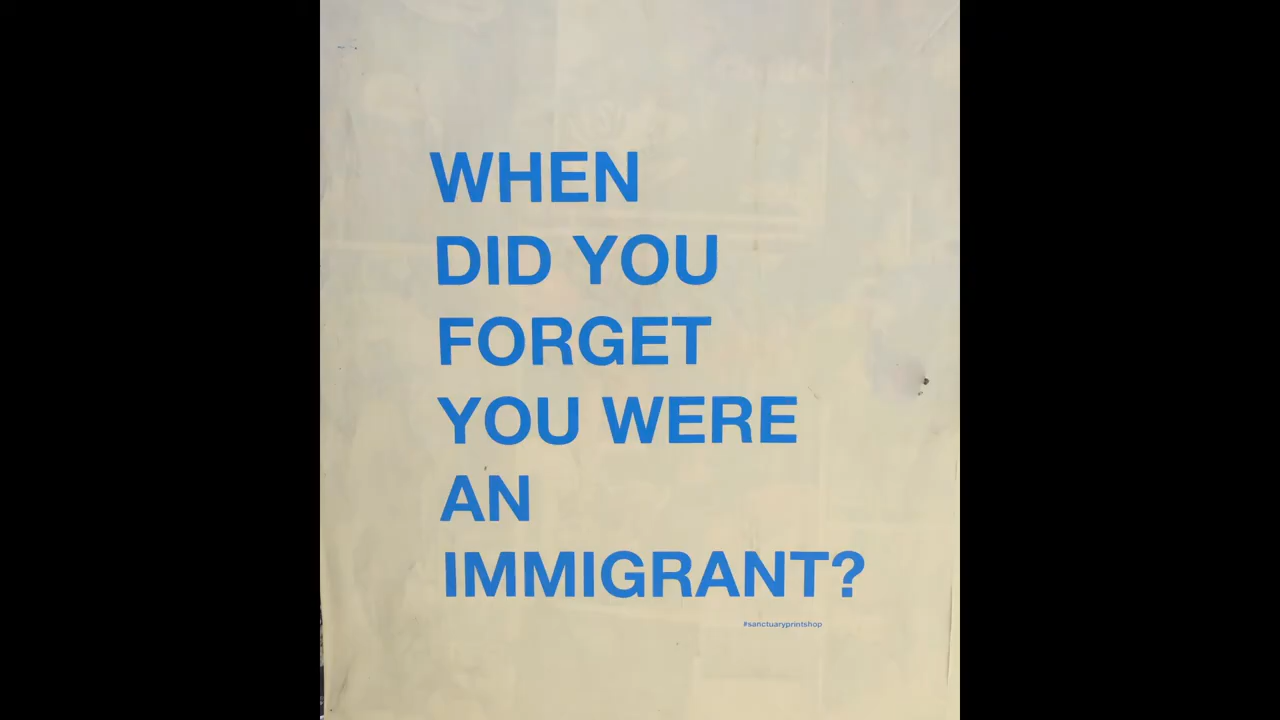 WHEN
DID YOU
FORGET
YOU WERE
AN
IMMIGRANT?
#sanctuaryprintshop